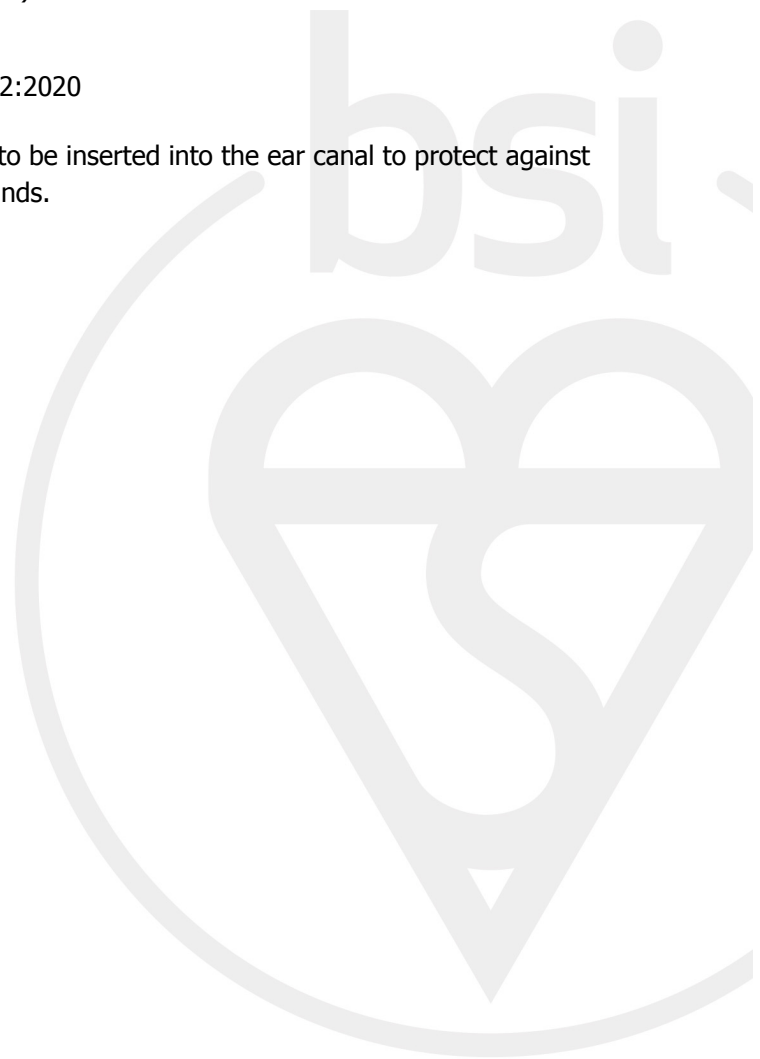 bsi
2:2020
to be inserted into the ear canal to protect against
nds.